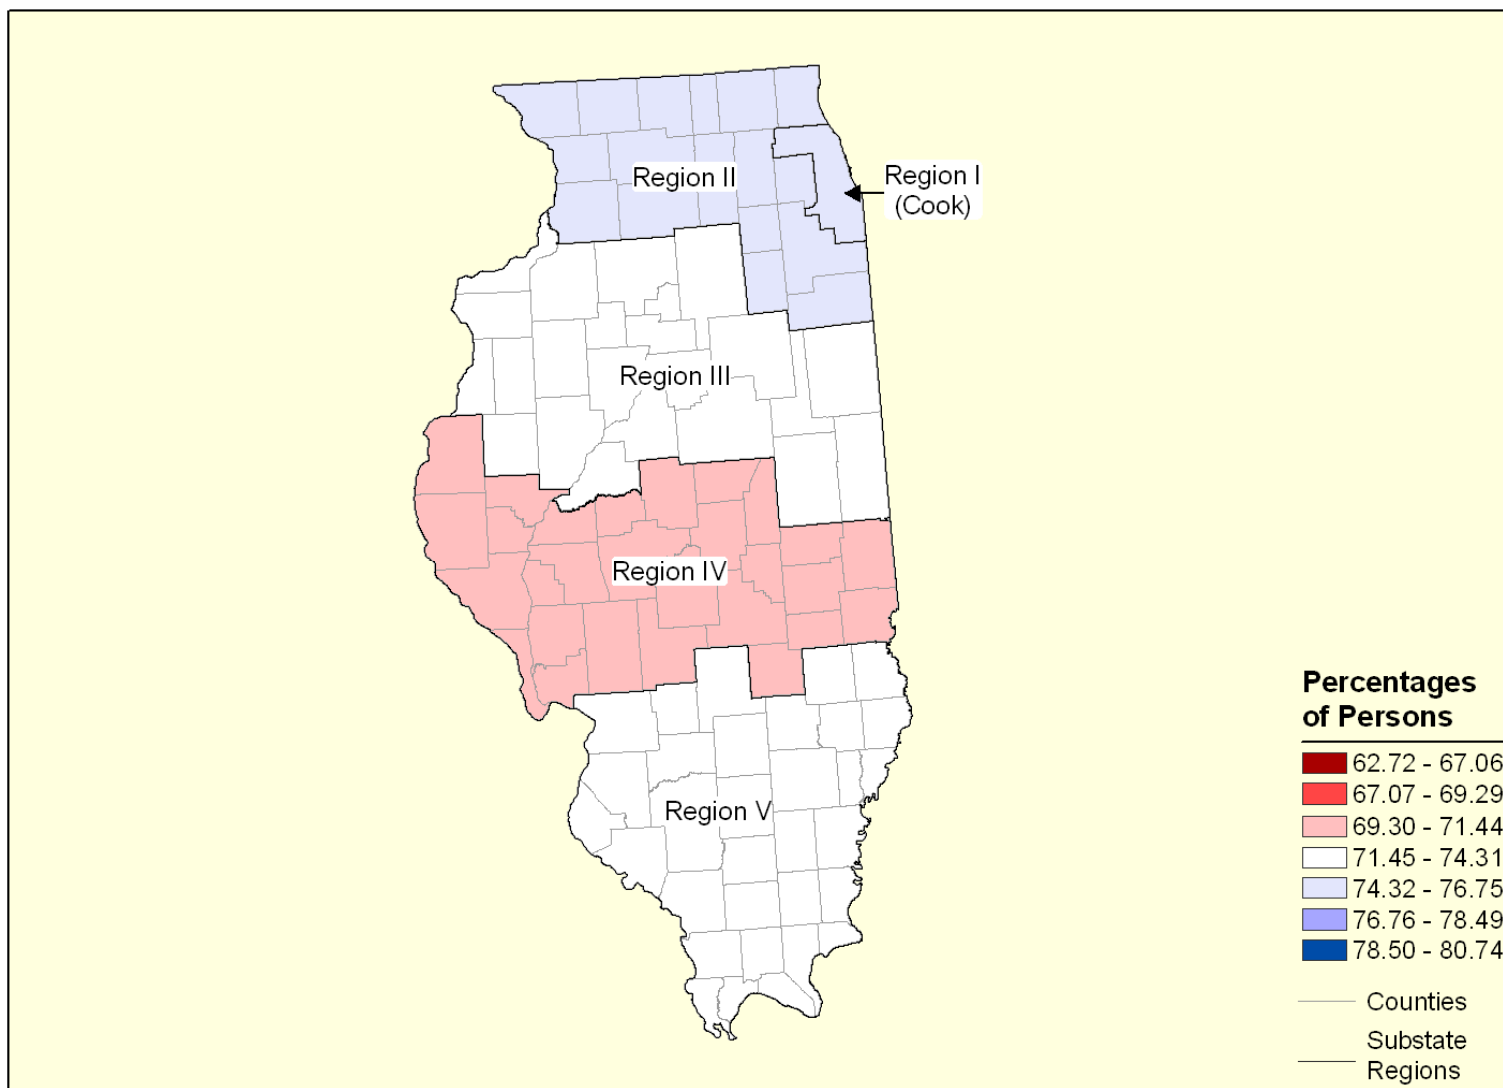 Region II
Region I
(Cook)
Region III
Region IV
Region V
Percentages
of Persons
62.72 - 67.06
67.07 - 69.29
69.30 - 71.44
71.45 - 74.31
74.32 - 76.75
76.76 - 78.49
78.50 - 80.74
Counties
Substate
Regions